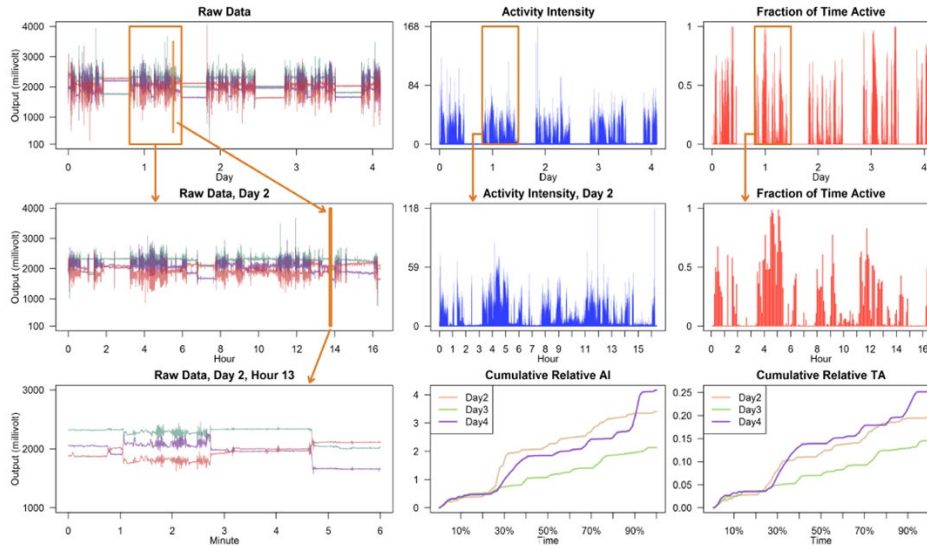 Raw Data
Output (millivolt)
4000
3000
2000
1000
100
0 1 2 3 4
Day
Activity Intensity
168
84
0
0 1 2 3 4
Day
Fraction of Time Active
1
0.5
0
0 1 2 3 4
Day
Raw Data, Day 2
Output (millivolt)
4000
3000
2000
1000
100
0 2 4 6 8 10 12 14 16
Hour
Activity Intensity, Day 2
118
59
0
0 1 2 3 4 5 6 7 8 9 11 13 15
Hour
Fraction of Time Active
1
0.5
0
0 2 4 6 8 10 12 14 16
Hour
Raw Data, Day 2, Hour 13
Output (millivolt)
3000
2000
1000
0 1 2 3 4 5 6
Minute
Cumulative Relative AI
Day2
Day3
Day4
4
3
2
1
0
10% 30% 50% 70% 90%
Time
Cumulative Relative TA
Day2
Day3
Day4
0.25
0.20
0.15
0.10
0.05
0.00
10% 30% 50% 70% 90%
Time